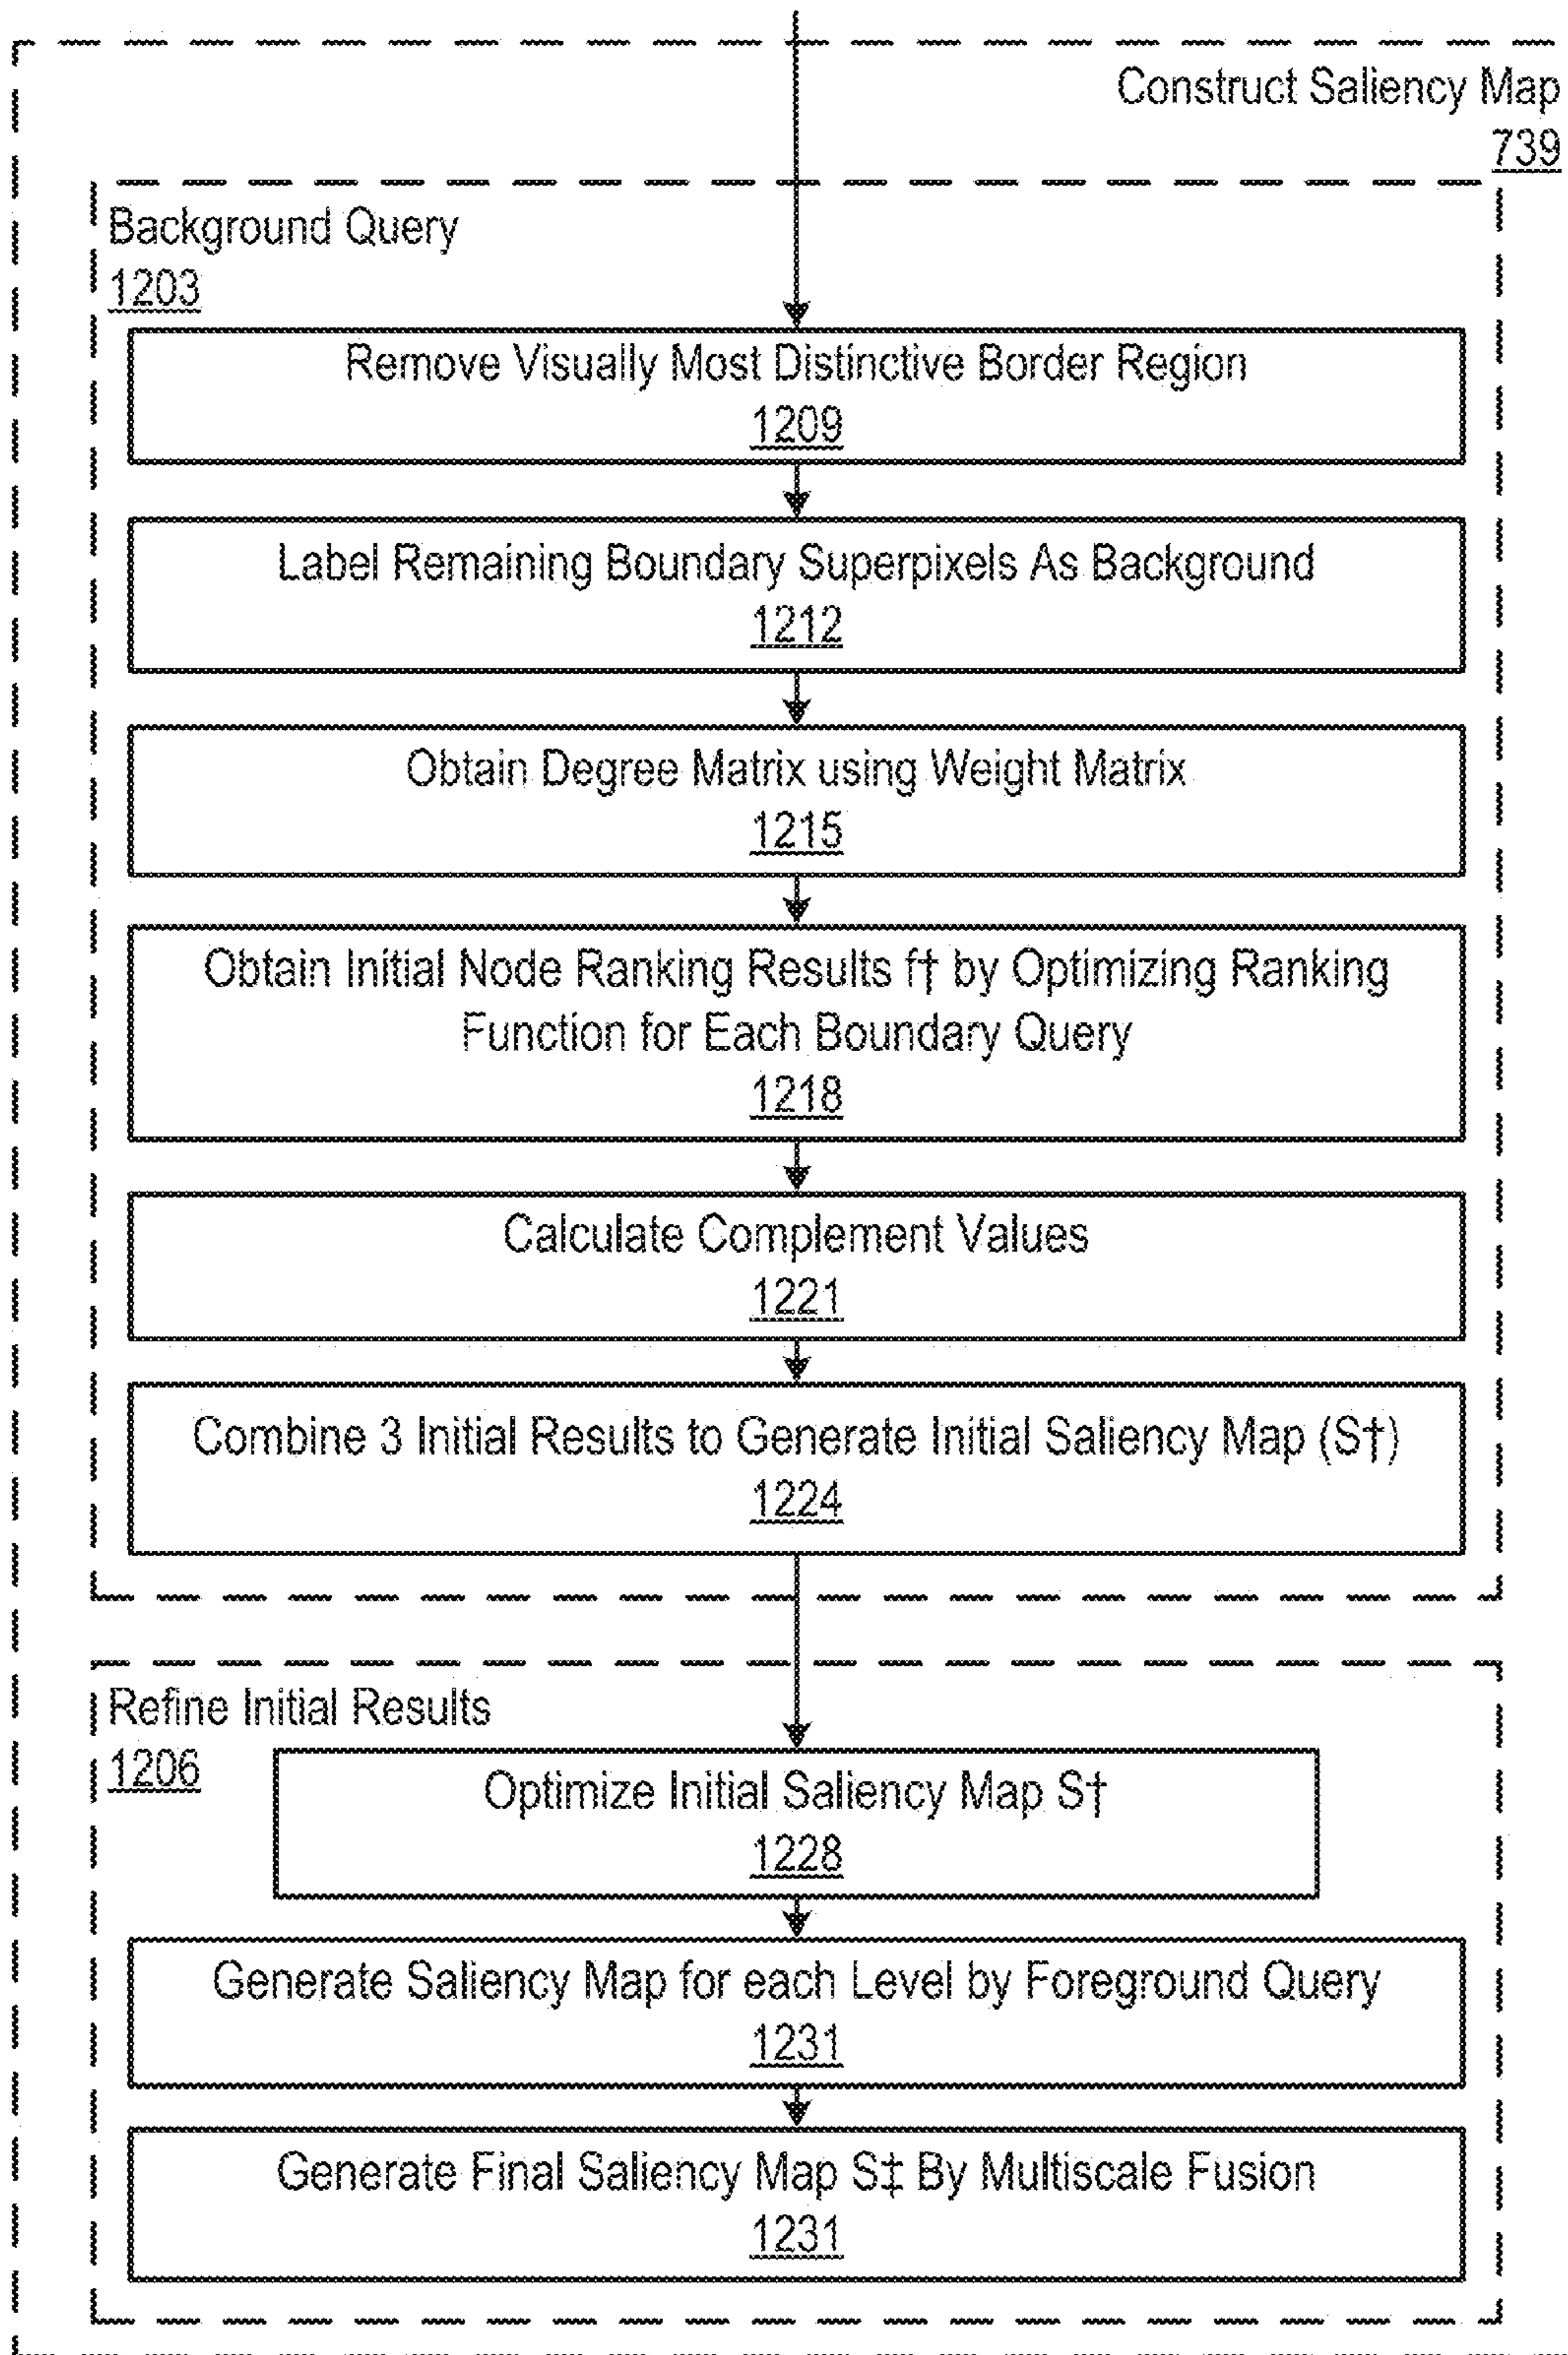 Construct Saliency Map
739
Background Query
1203
Remove Visually Most Distinctive Border Region
1209
Label Remaining Boundary Superpixels As Background
1212
Obtain Degree Matrix using Weight Matrix
1215
Obtain Initial Node Ranking Results f† by Optimizing Ranking
Function for Each Boundary Query
1218
Calculate Complement Values
1221
Combine 3 Initial Results to Generate Initial Saliency Map (S†)
1224
Refine Initial Results
1206
Optimize Initial Saliency Map S†
1228
Generate Saliency Map for each Level by Foreground Query
1231
Generate Final Saliency Map S‡ By Multiscale Fusion
1231